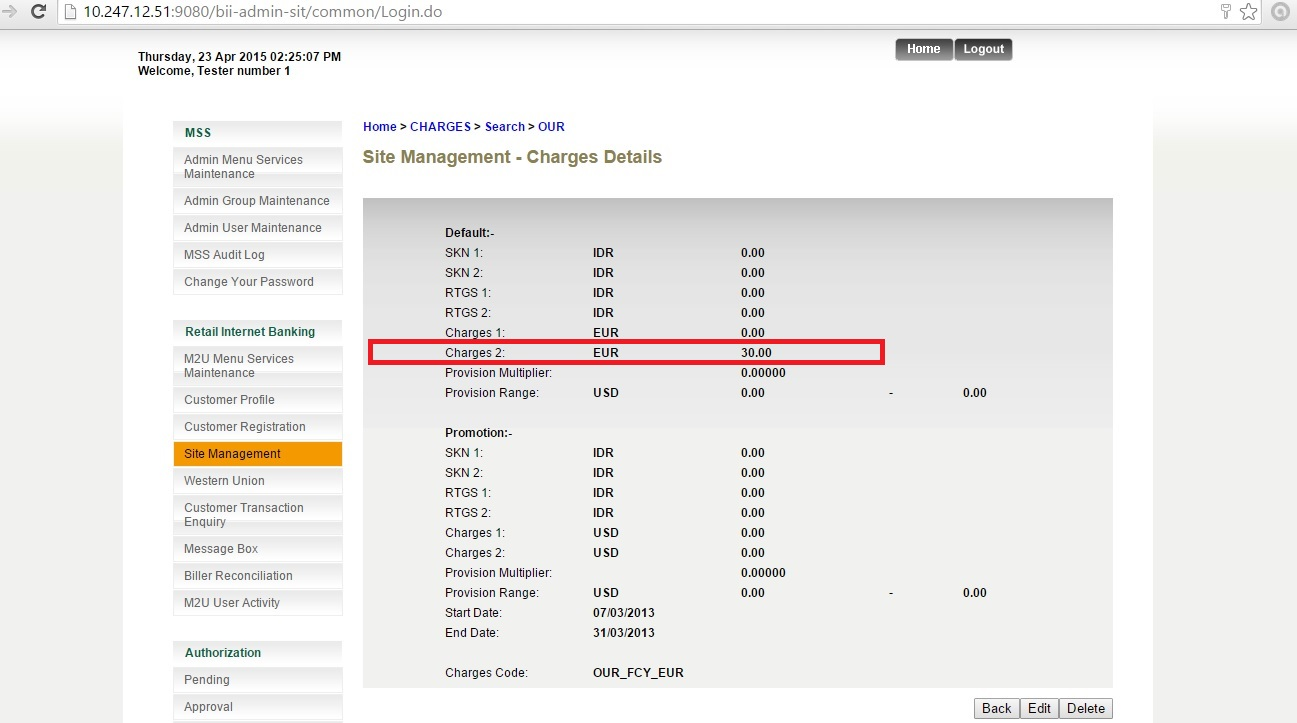 10.247.12.51:9080/bii-admin-sit/common/Login.do
Thursday, 23 Apr 2015 02:25:07 PM
Welcome, Tester number 1
Home Logout
MSS
Admin Menu Services
Maintenance
Admin Group Maintenance
Admin User Maintenance
MSS Audit Log
Change Your Password
Retail Internet Banking
M2U Menu Services
Maintenance
Customer Profile
Customer Registration
Site Management
Western Union
Customer Transaction
Enquiry
Message Box
Biller Reconciliation
M2U User Activity
Authorization
Pending
Approval
Home > CHARGES > Search > OUR
Site Management - Charges Details
Default:-
SKN 1: IDR 0.00
SKN 2: IDR 0.00
RTGS 1: IDR 0.00
RTGS 2: IDR 0.00
Charges 1: EUR 0.00
Charges 2: EUR 30.00
Provision Multiplier: 0.00000
Provision Range: USD 0.00 - 0.00
Promotion:-
SKN 1: IDR 0.00
SKN 2: IDR 0.00
RTGS 1: IDR 0.00
RTGS 2: IDR 0.00
Charges 1: USD 0.00
Charges 2: USD 0.00
Provision Multiplier: 0.00000
Provision Range: USD 0.00 - 0.00
Start Date: 07/03/2013
End Date: 31/03/2013
Charges Code: OUR_FCY_EUR
Back Edit Delete